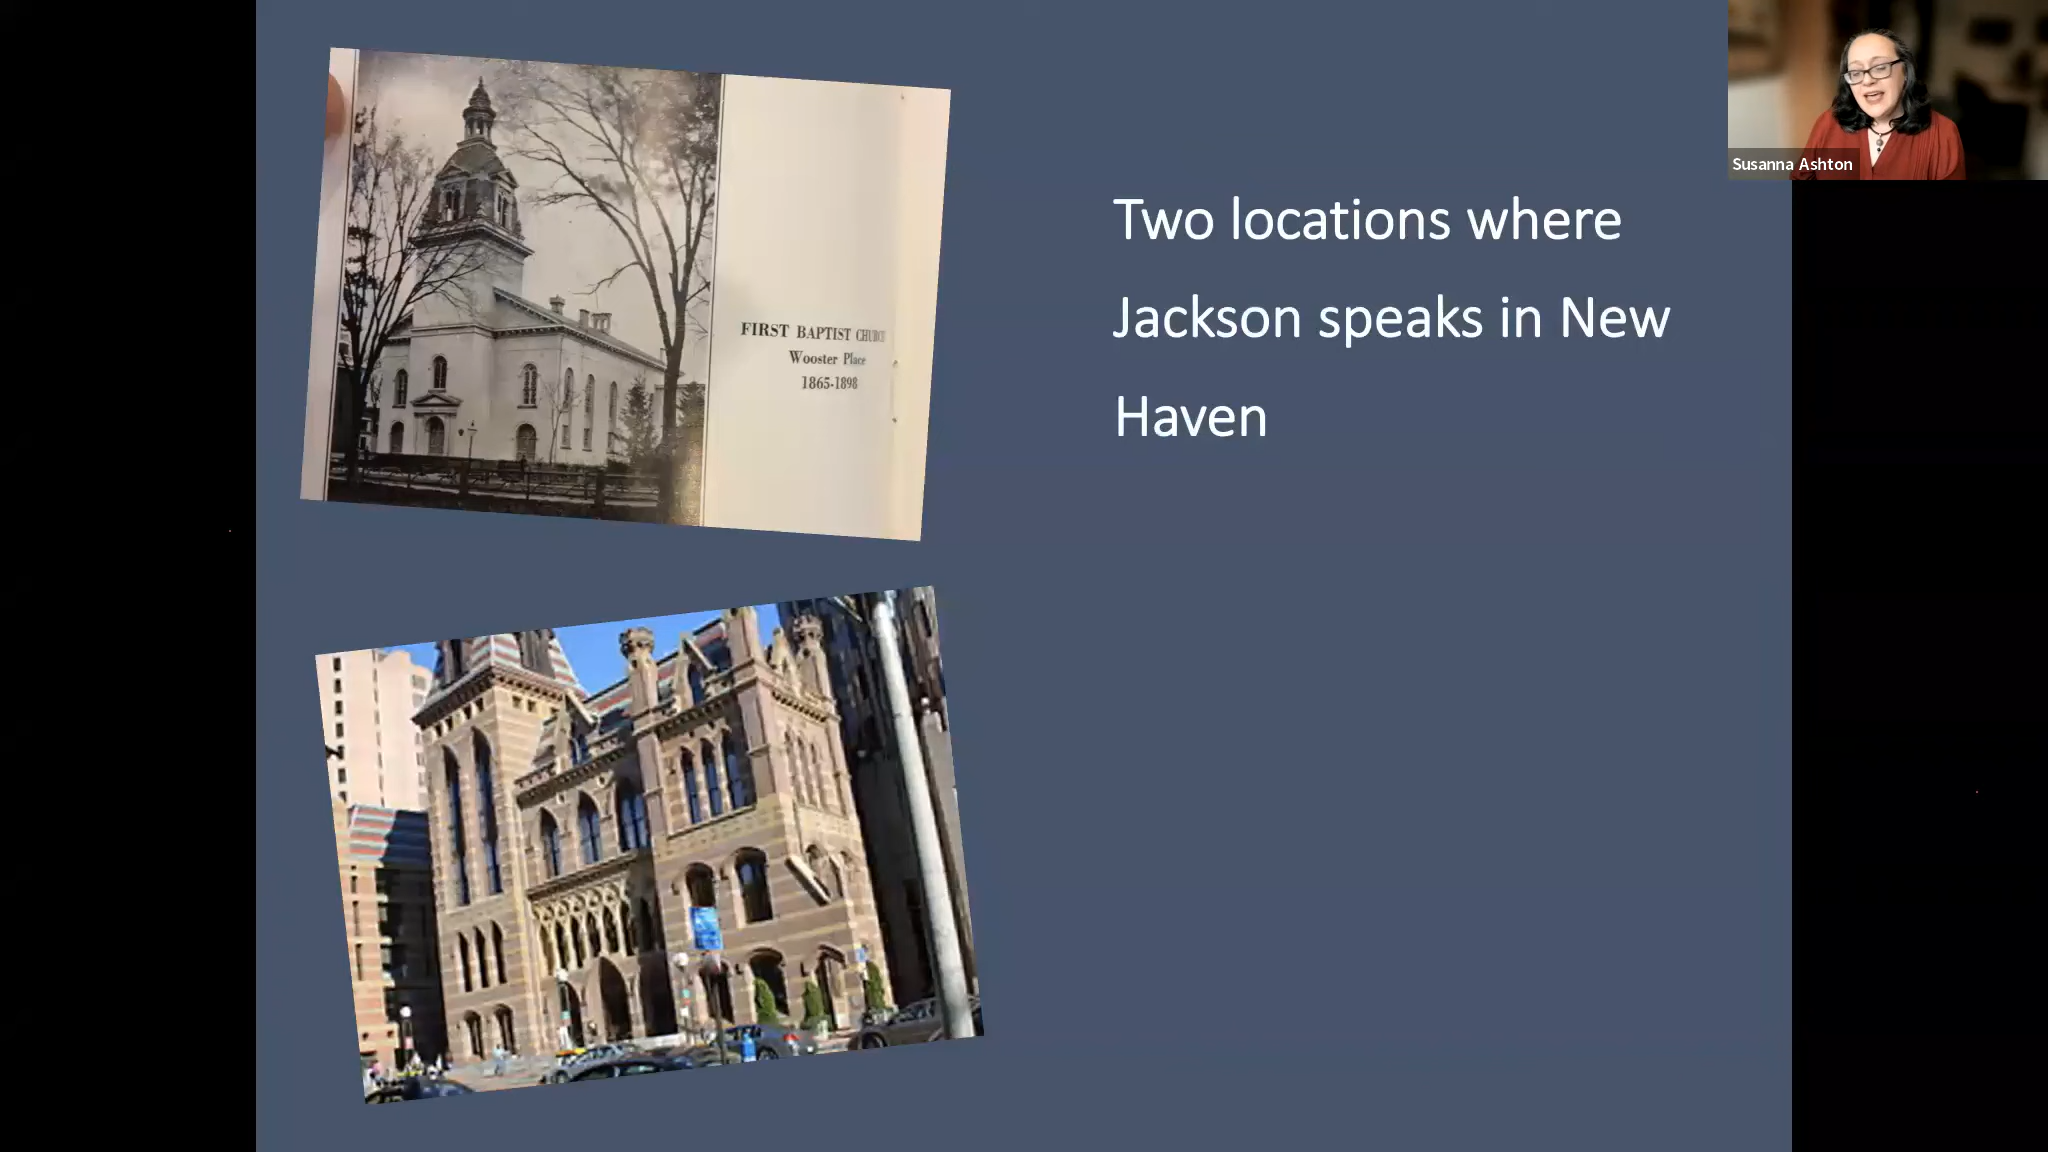 FIRST BAPTIST CHURCH
Wooster Place
1865-1898
Two locations where
Jackson speaks in New
Haven
Susanna Ashton